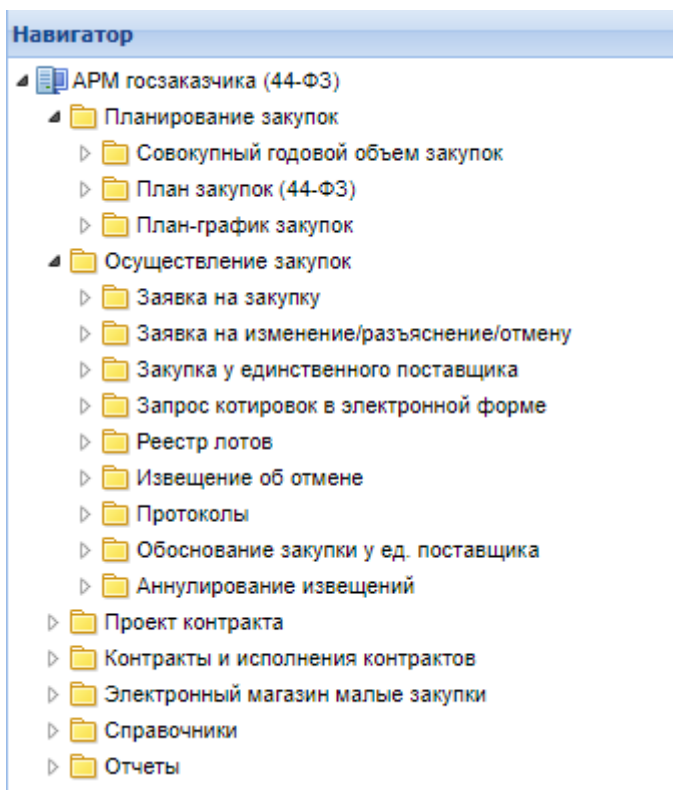 Навигатор
АРМ госзаказчика (44-ФЗ)
Планирование закупок
Совокупный годовой объем закупок
План закупок (44-ФЗ)
План-график закупок
Осуществление закупок
Заявка на закупку
Заявка на изменение/разъяснение/отмену
Закупка у единственного поставщика
Запрос котировок в электронной форме
Реестр лотов
Извещение об отмене
Протоколы
Обоснование закупки у ед. поставщика
Аннулирование извещений
Проект контракта
Контракты и исполнения контрактов
Электронный магазин малые закупки
Справочники
Отчеты